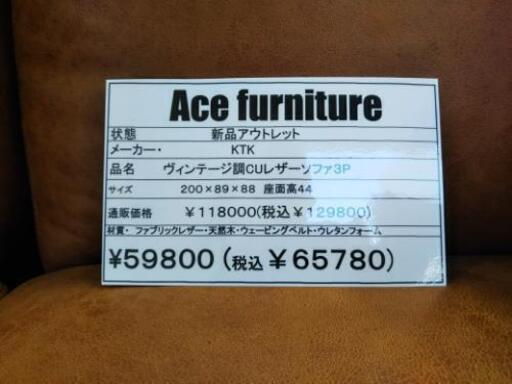 Ace furniture
状態 新品アウトレット
メーカー・ KTK
品名 ヴィンテージ調CUレザーソファ3P
サイズ 200×89×88 座面高44
通販価格 ¥118000(税込¥129800)
材質・ファブリックレザー・天然木・ウェービングベルト・ウレタンフォーム
¥59800(税込¥65780)